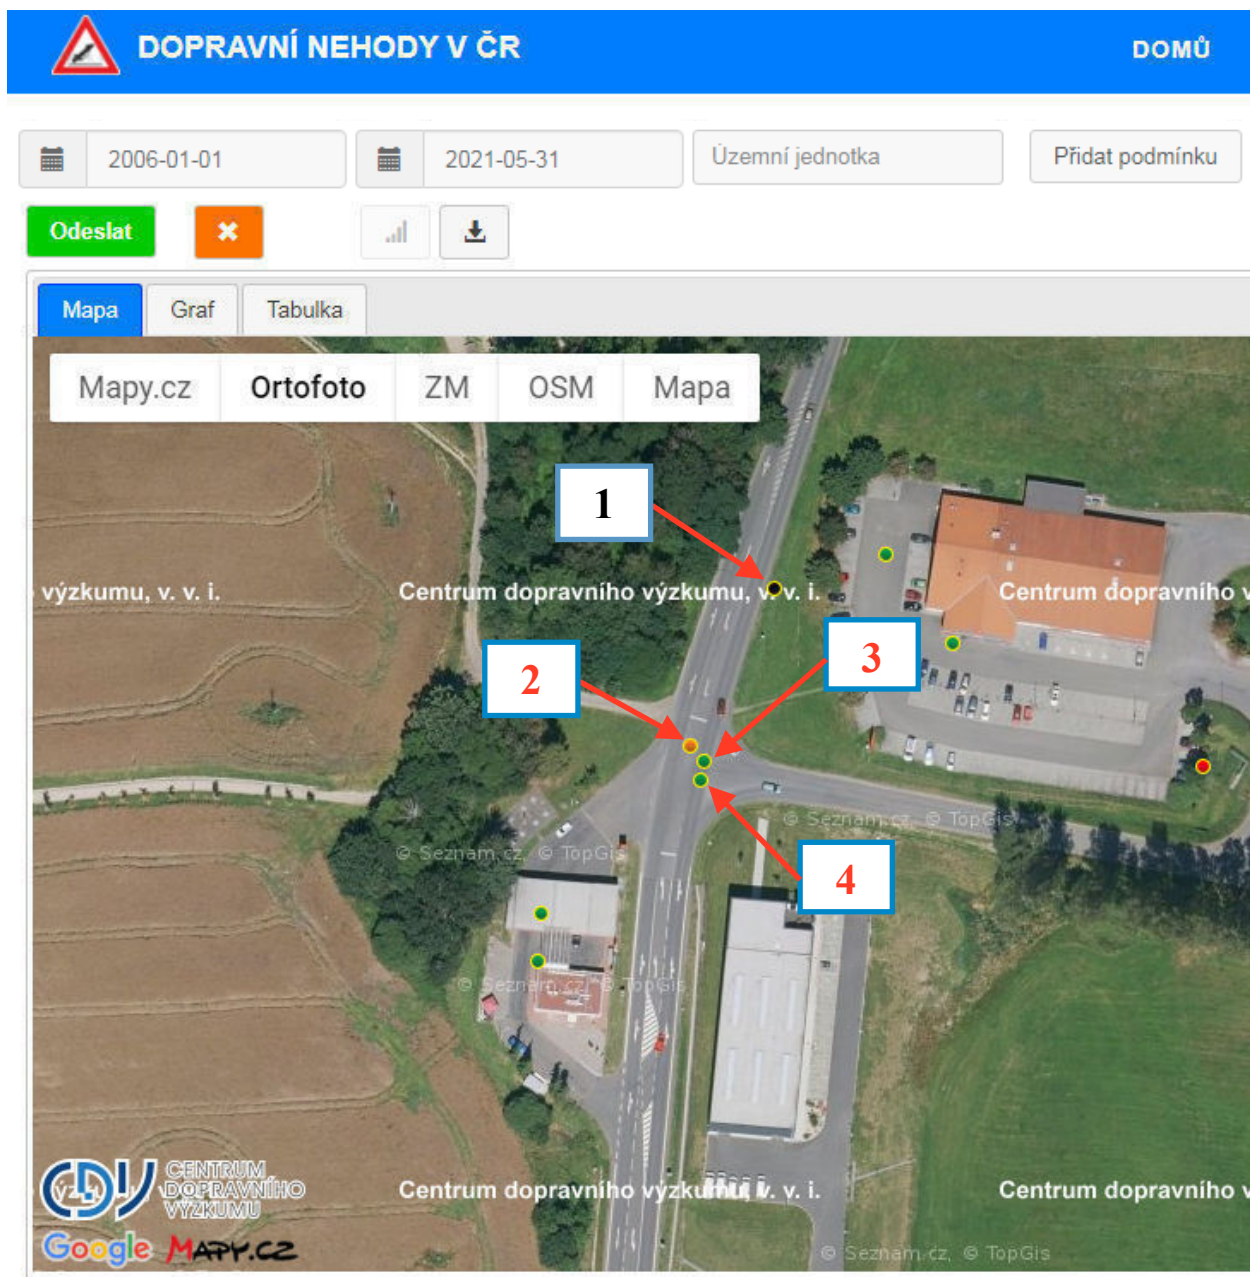 DOPRAVNÍ NEHODY V ČR
DOMŮ
2006-01-01
2021-05-31
Územní jednotka
Přidat podmínku
Odeslat
Mapa
Graf
Tabulka
Mapy.cz
Ortofoto
ZM
OSM
Mapa
1
výzkumu, v. v. i.
Centrum dopravního výzkumu, v. v. i.
Centrum dopravního v
2
3
© Seznam.cz, © TopGis
© Seznam.cz, © TopGis
4
© Seznam.cz, © TopGis
CENTRUM
DOPRAVNÍHO
VÝZKUMU
CDV
Centrum dopravního výzkumu, v. v. i.
Centrum dopravního v
Google MAPY.CZ
© Seznam.cz, © TopGis